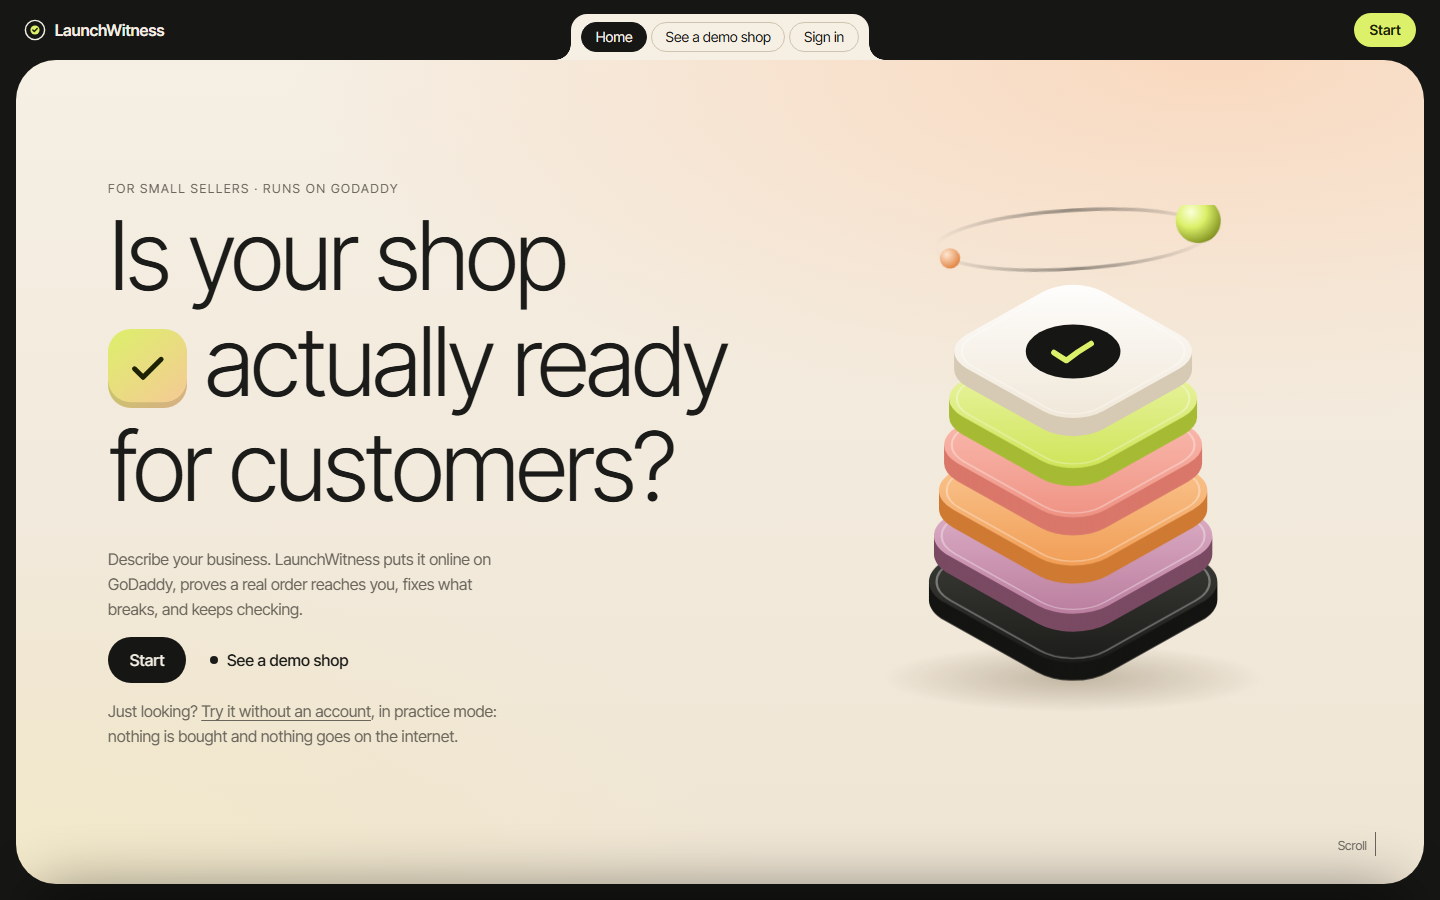 LaunchWitness
Home
See a demo shop
Sign in
Start
FOR SMALL SELLERS · RUNS ON GODADDY
Is your shop
actually ready
for customers?
Describe your business. LaunchWitness puts it online on
GoDaddy, proves a real order reaches you, fixes what
breaks, and keeps checking.
Start
See a demo shop
Just looking? Try it without an account, in practice mode:
nothing is bought and nothing goes on the internet.
Scroll